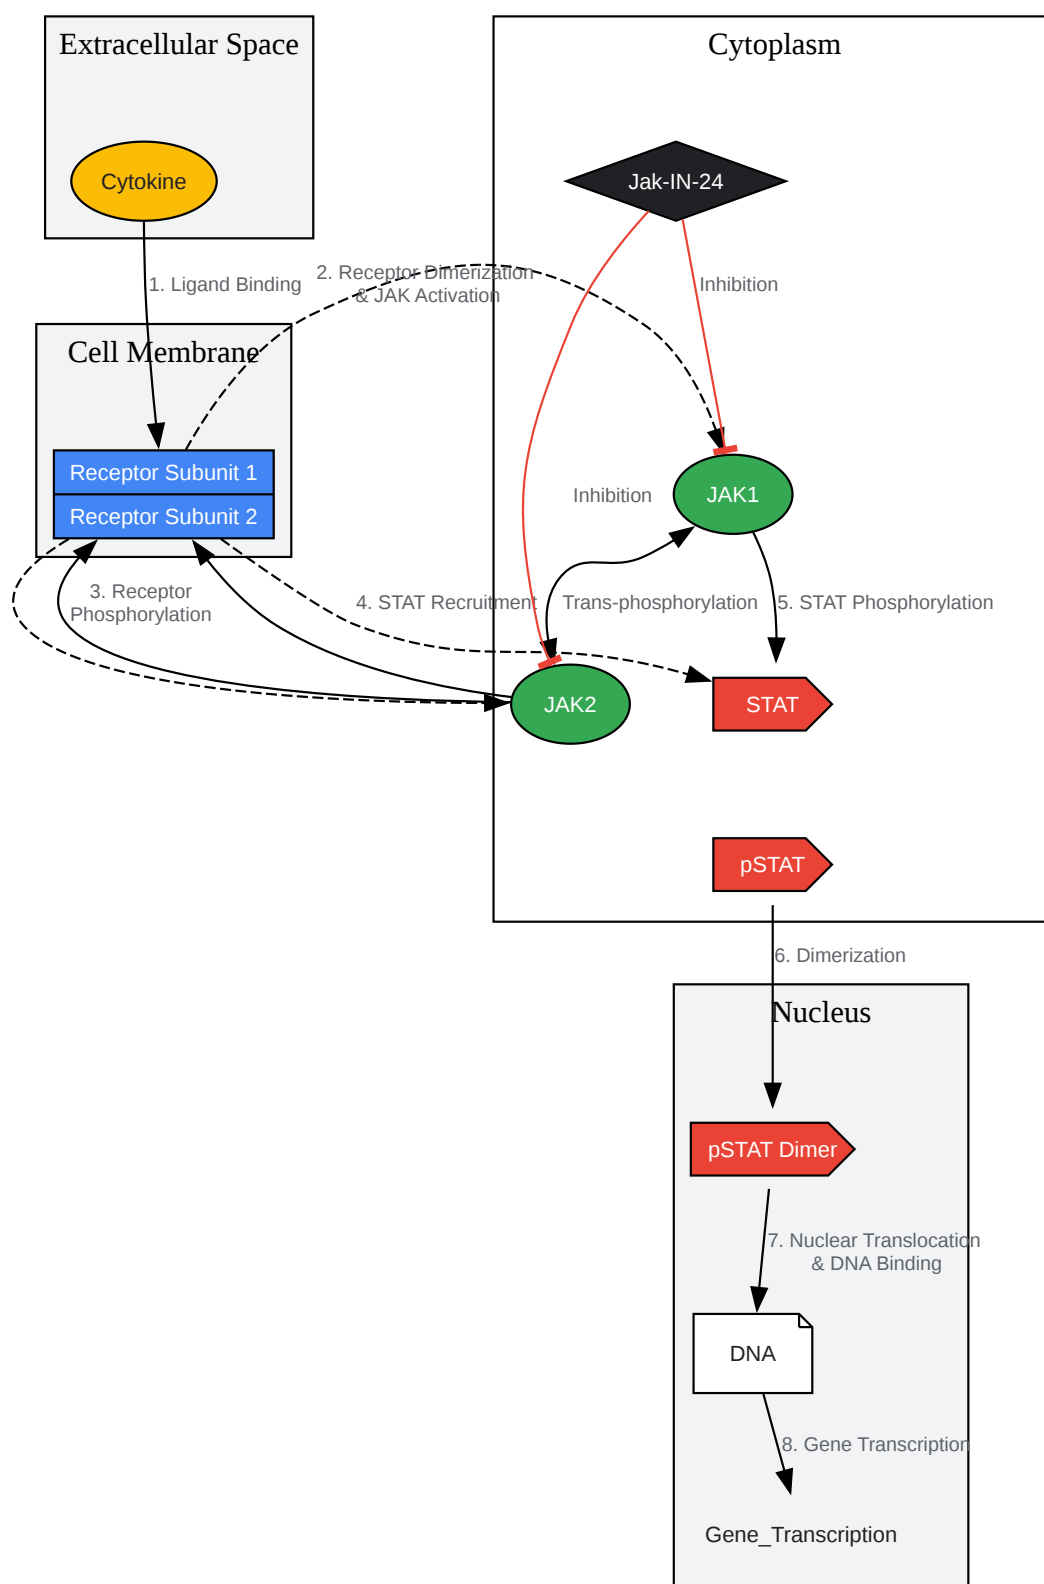 Extracellular Space
Cytoplasm
Cytokine
Jak-IN-24
1. Ligand Binding
2. Receptor Dimerization
& JAK Activation
Inhibition
Cell Membrane
Receptor Subunit 1
Receptor Subunit 2
Inhibition
JAK1
3. Receptor
Phosphorylation
4. STAT Recruitment
Trans-phosphorylation
5. STAT Phosphorylation
JAK2
STAT
pSTAT
6. Dimerization
Nucleus
pSTAT Dimer
7. Nuclear Translocation
& DNA Binding
DNA
8. Gene Transcription
Gene_Transcription